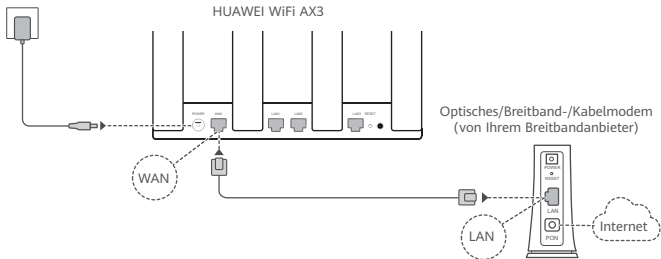 HUAWEI WiFi AX3
POWER WAN LAN1 LAN2 LAN3 RESET
WAN
Optisches/Breitband-/Kabelmodem
(von Ihrem Breitbandanbieter)
POWER
RESET
LAN
PON
LAN
Internet